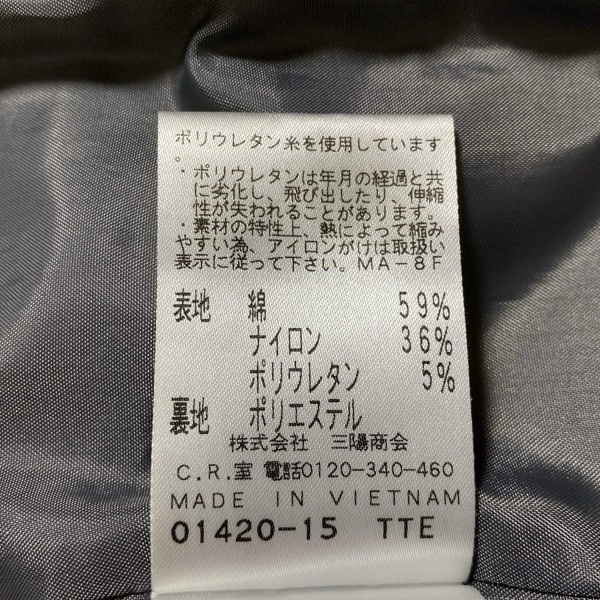 ポリウレタン糸を使用しています
。
・ポリウレタンは年月の経過と共
に劣化し、飛び出したり、伸縮
性が失われることがあります。
・素材の特性上、熱によって縮み
やすい為、アイロンがけは取扱い
表示に従って下さい。MA-8F
表地 綿 59%
ナイロン 36%
ポリウレタン 5%
裏地 ポリエステル
株式会社 三陽商会
C.R.室 電話0120-340-460
MADE IN VIETNAM
01420-15 TTE